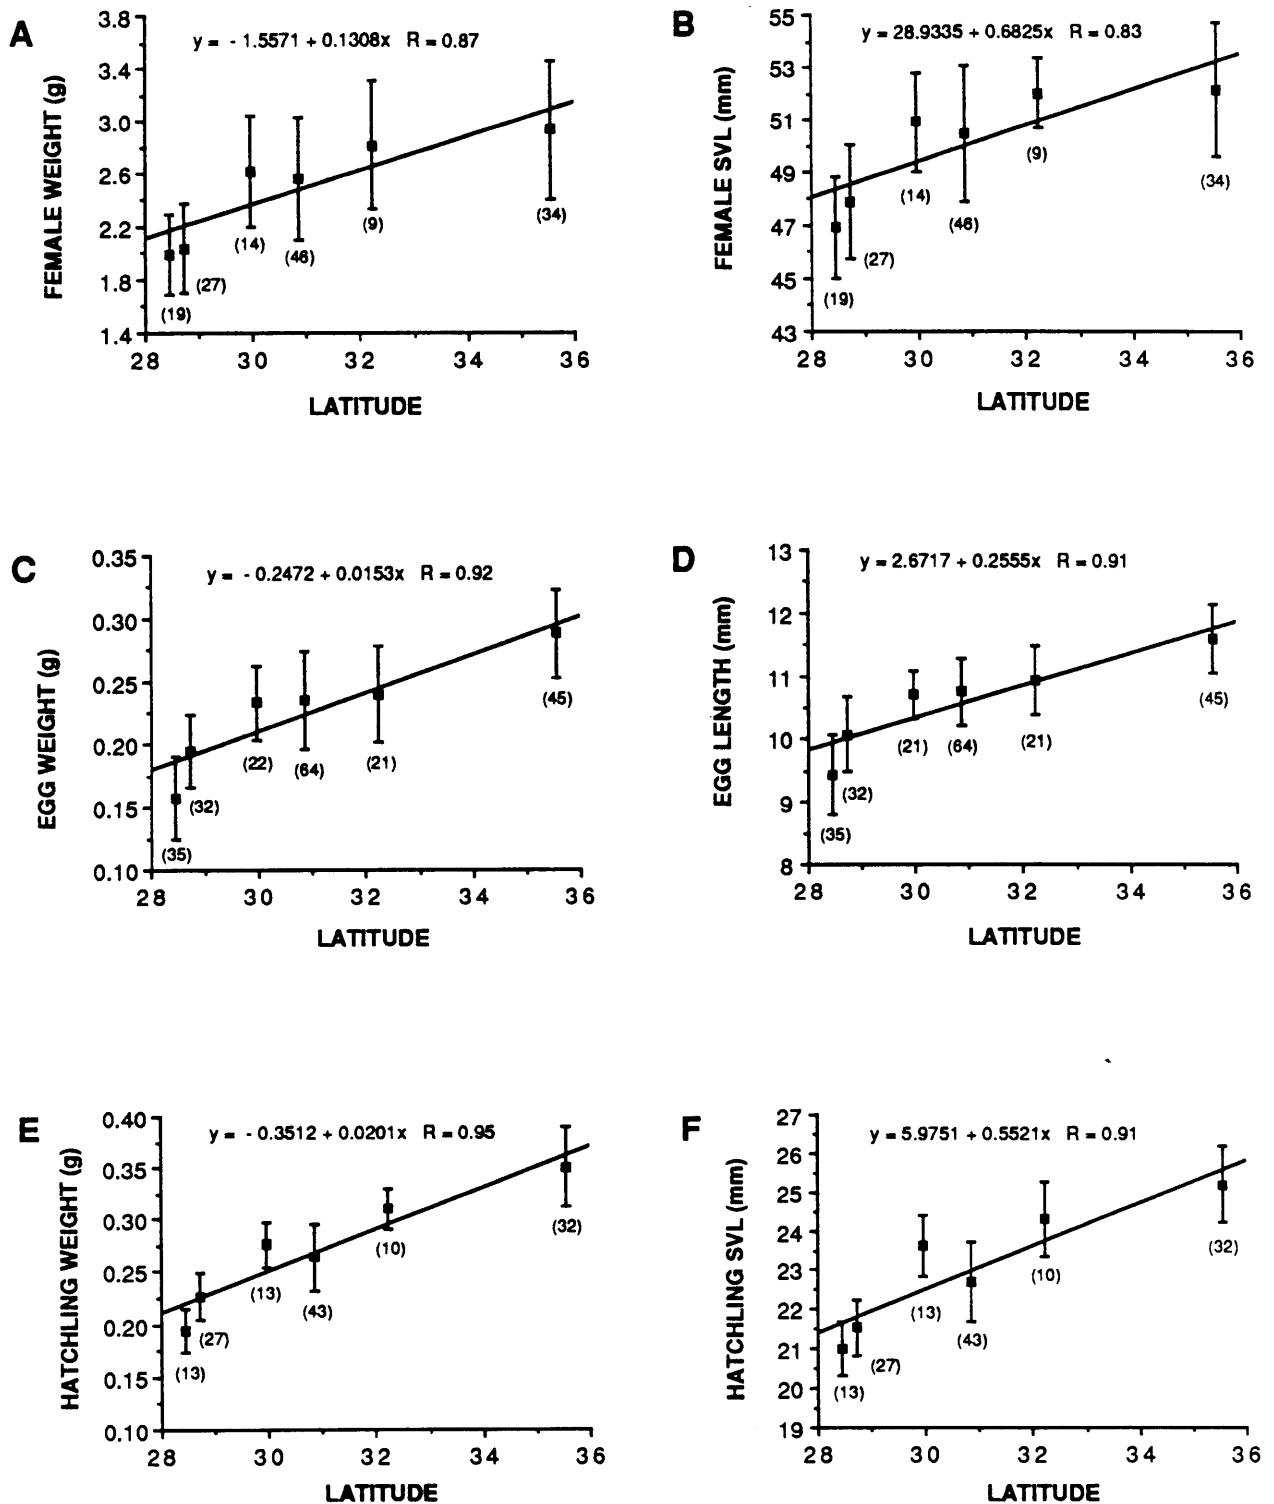 A
y = - 1.5571 + 0.1308x R = 0.87
FEMALE WEIGHT (g)
3.8
3.4
3.0
2.6
2.2
1.8
1.4
(19)
(27)
(14)
(46)
(9)
(34)
28 30 32 34 36
LATITUDE
B
y = 28.9335 + 0.6825x R = 0.83
FEMALE SVL (mm)
55
53
51
49
47
45
43
(19)
(27)
(14)
(46)
(9)
(34)
28 30 32 34 36
LATITUDE
C
y = - 0.2472 + 0.0153x R = 0.92
EGG WEIGHT (g)
0.35
0.30
0.25
0.20
0.15
0.10
(35)
(32)
(22)
(64)
(21)
(45)
28 30 32 34 36
LATITUDE
D
y = 2.6717 + 0.2555x R = 0.91
EGG LENGTH (mm)
13
12
11
10
9
8
(35)
(32)
(21)
(64)
(21)
(45)
28 30 32 34 36
LATITUDE
E
y = - 0.3512 + 0.0201x R = 0.95
HATCHLING WEIGHT (g)
0.40
0.35
0.30
0.25
0.20
0.15
0.10
(13)
(27)
(13)
(43)
(10)
(32)
28 30 32 34 36
LATITUDE
F
y = 5.9751 + 0.5521x R = 0.91
HATCHLING SVL (mm)
27
26
25
24
23
22
21
20
19
(13)
(27)
(13)
(43)
(10)
(32)
28 30 32 34 36
LATITUDE